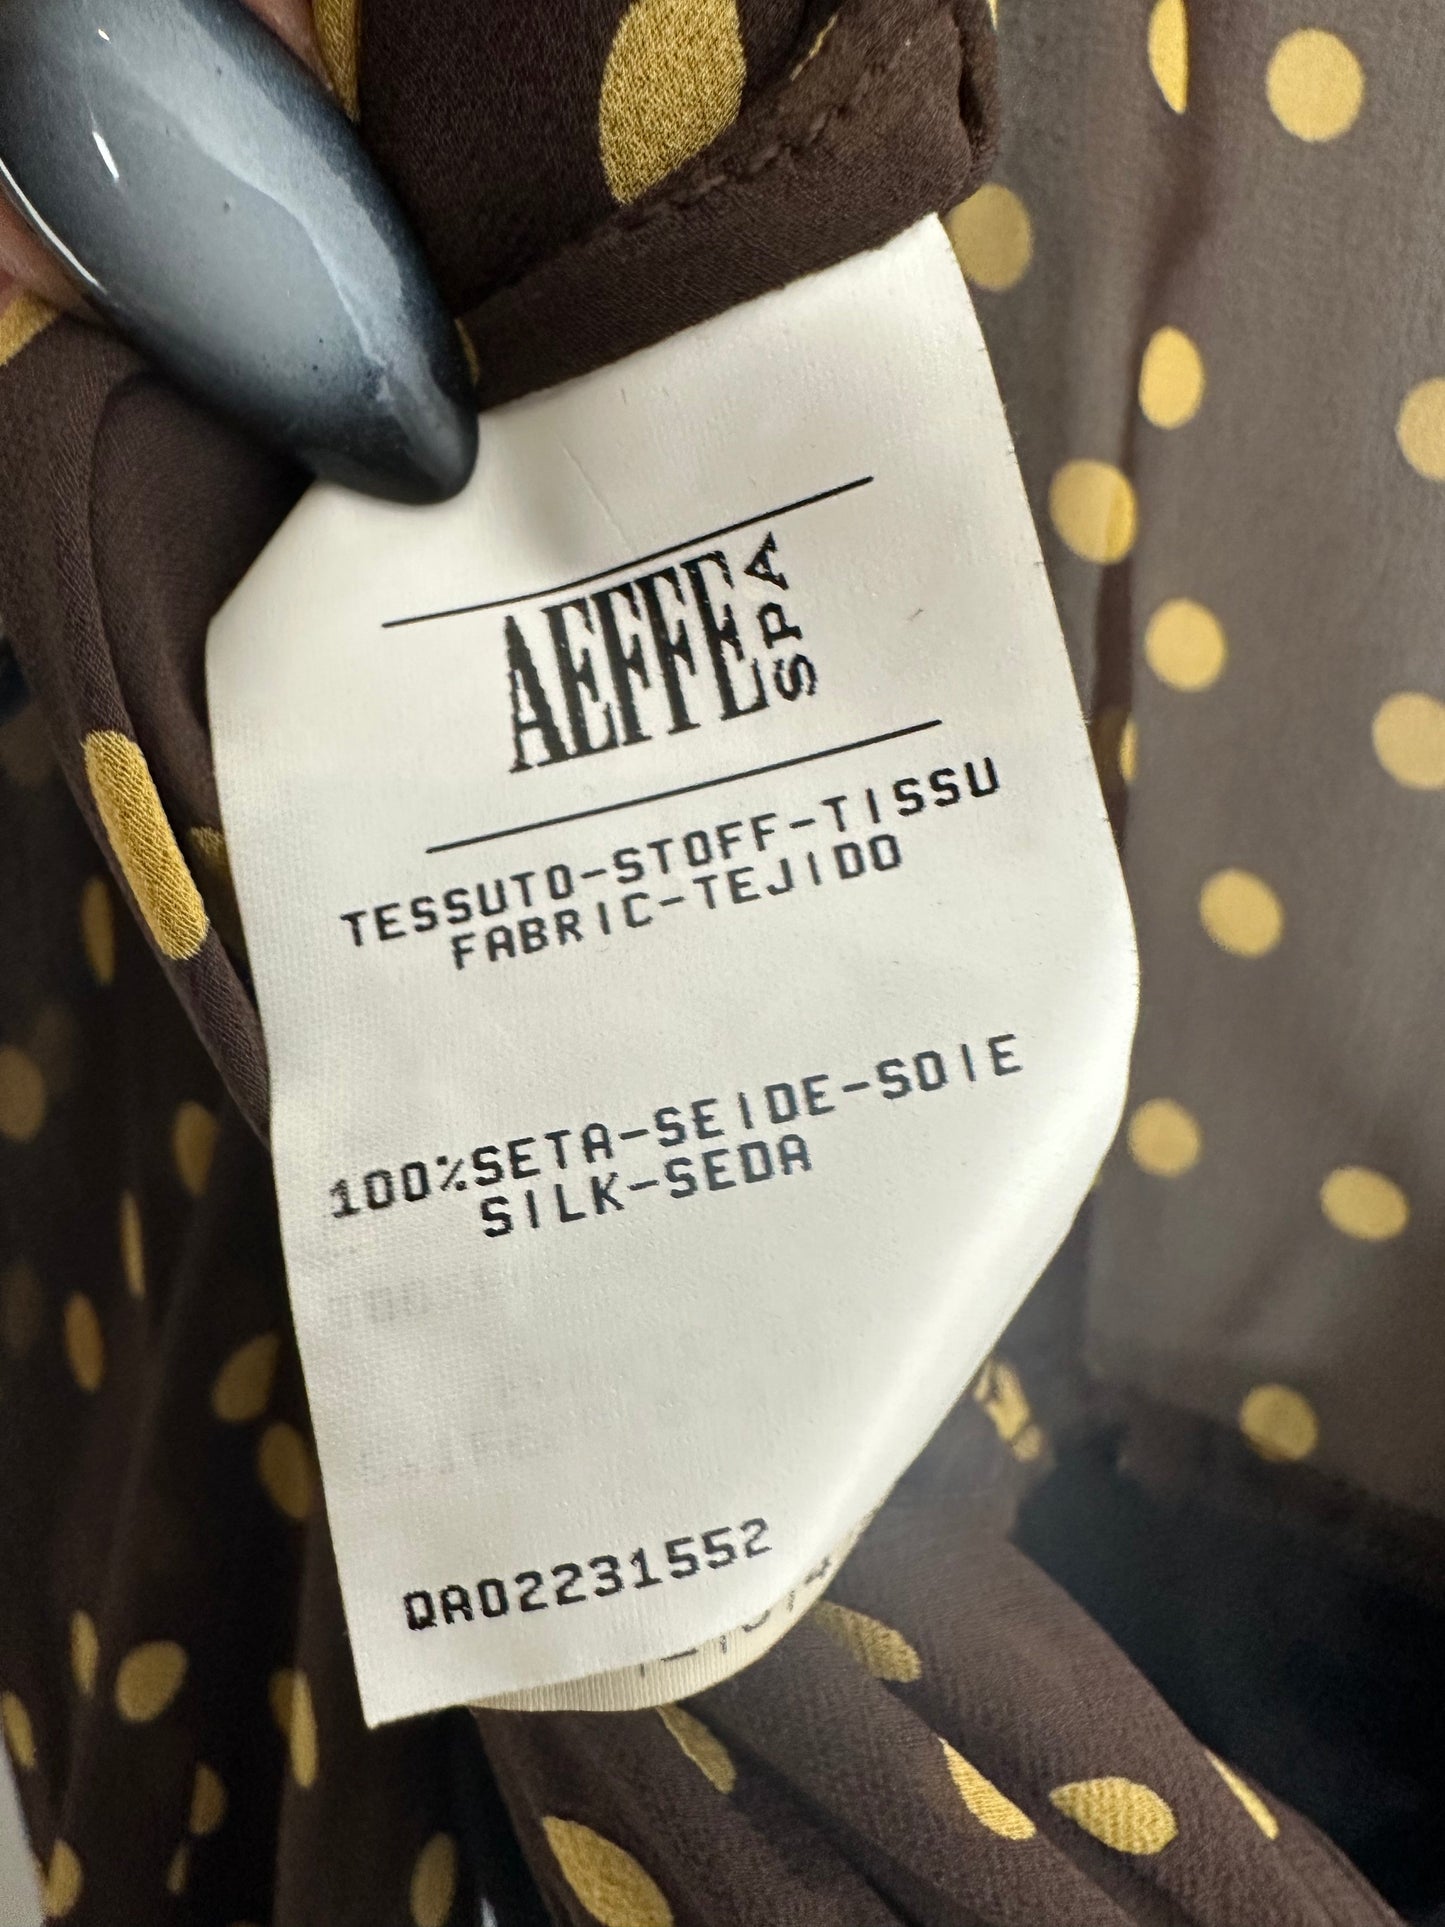 AEFFE SPA
TESSUTO-STOFF-TISSU
FABRIC-TEJIDO
100%SETA-SEIDE-SOIE
SILK-SEDA
QA02231552